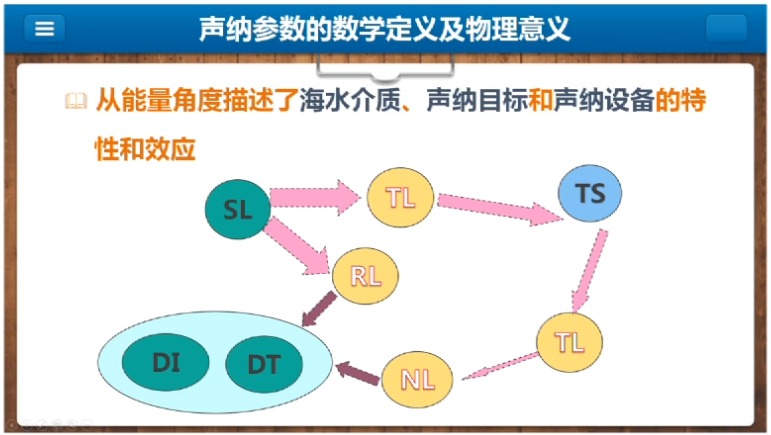 声纳参数的数学定义及物理意义
从能量角度描述了海水介质、声纳目标和声纳设备的特
性和效应
SL
TL
TS
RL
TL
DI
DT
NL